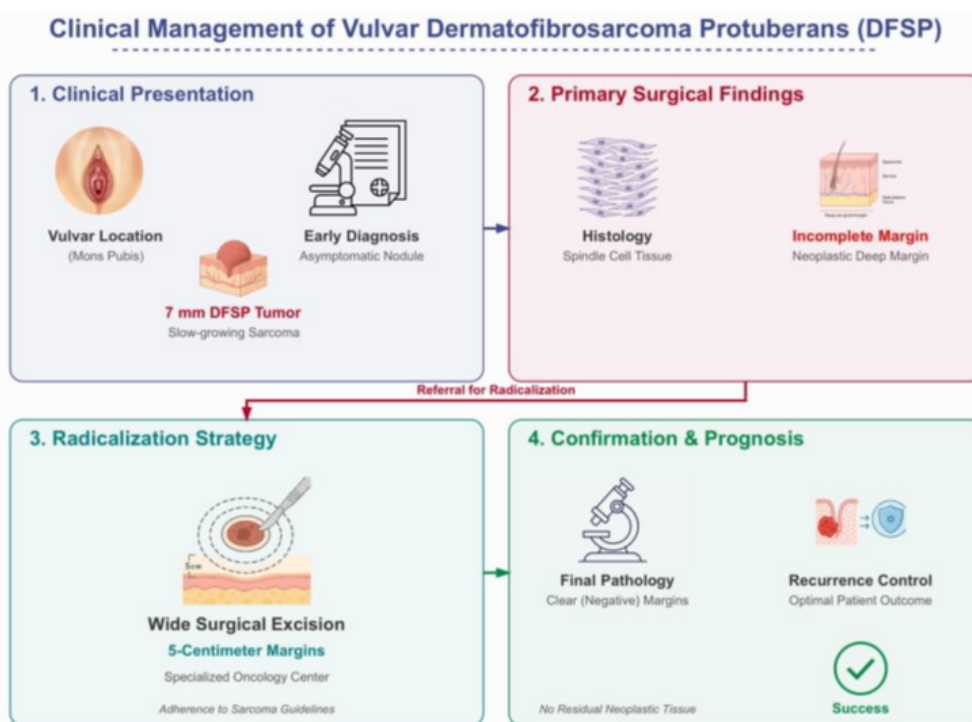 Clinical Management of Vulvar Dermatofibrosarcoma Protuberans (DFSP)
1. Clinical Presentation
Vulvar Location
(Mons Pubis)
Early Diagnosis
Asymptomatic Nodule
7 mm DFSP Tumor
Slow-growing Sarcoma
2. Primary Surgical Findings
Histology
Spindle Cell Tissue
Incomplete Margin
Neoplastic Deep Margin
Referral for Radicalization
3. Radicalization Strategy
5cm
Wide Surgical Excision
5-Centimeter Margins
Specialized Oncology Center
Adherence to Sarcoma Guidelines
4. Confirmation & Prognosis
Final Pathology
Clear (Negative) Margins
No Residual Neoplastic Tissue
Recurrence Control
Optimal Patient Outcome
Success